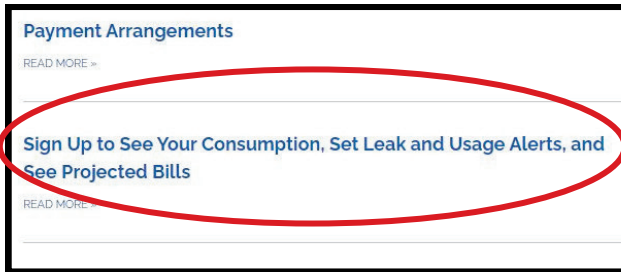 Payment Arrangements
READ MORE »
Sign Up to See Your Consumption, Set Leak and Usage Alerts, and
See Projected Bills
READ MORE »